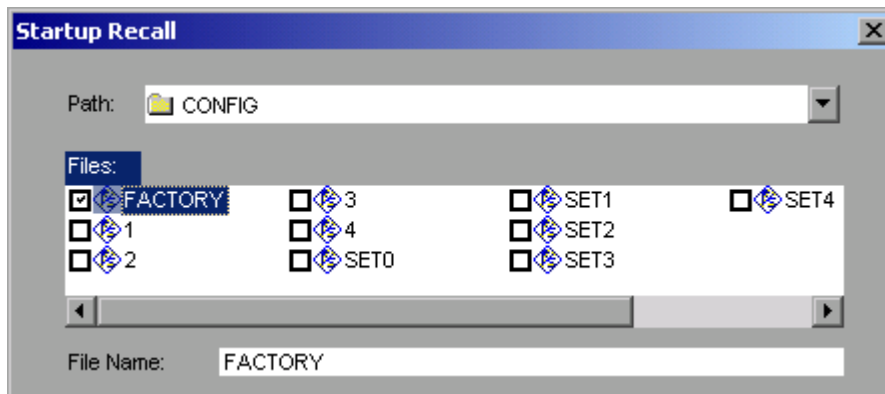 Startup Recall
Path: CONFIG
Files:
FACTORY 3 SET1 SET4
1 4 SET2
2 SET0 SET3
File Name: FACTORY